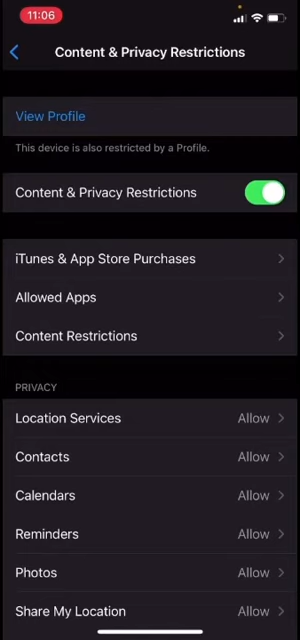 11:06
Content & Privacy Restrictions
View Profile
This device is also restricted by a Profile.
Content & Privacy Restrictions
iTunes & App Store Purchases
Allowed Apps
Content Restrictions
PRIVACY
Location Services Allow
Contacts Allow
Calendars Allow
Reminders Allow
Photos Allow
Share My Location Allow